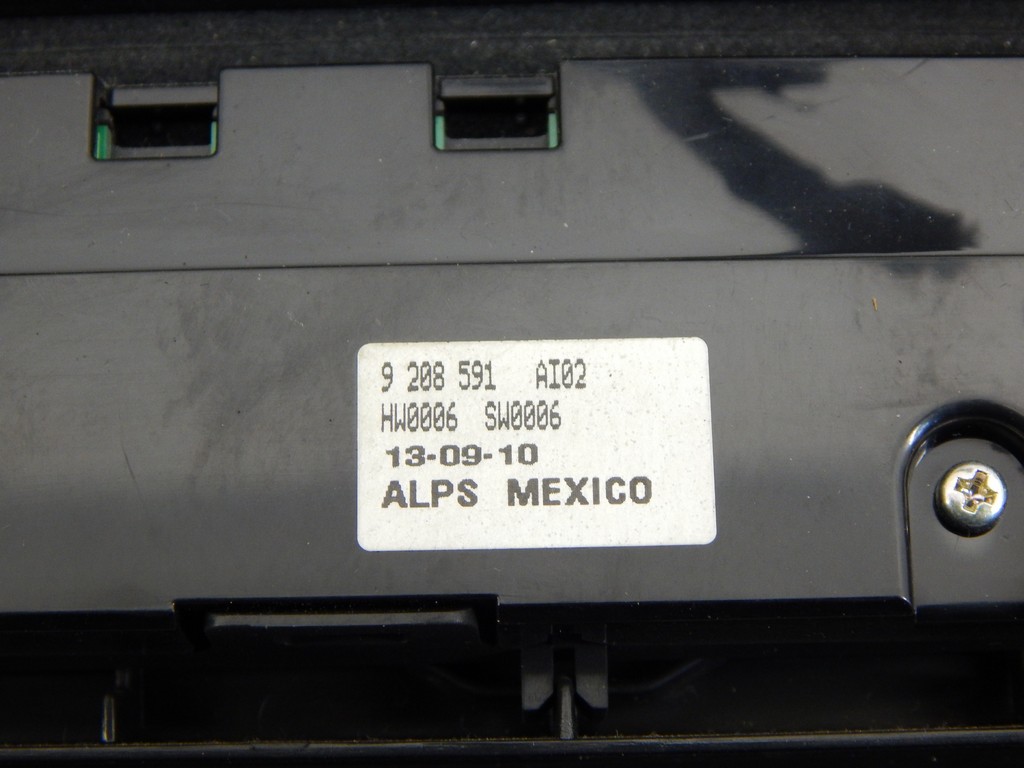 9 208 591 AI02
HW0006 SW0006
13-09-10
ALPS MEXICO